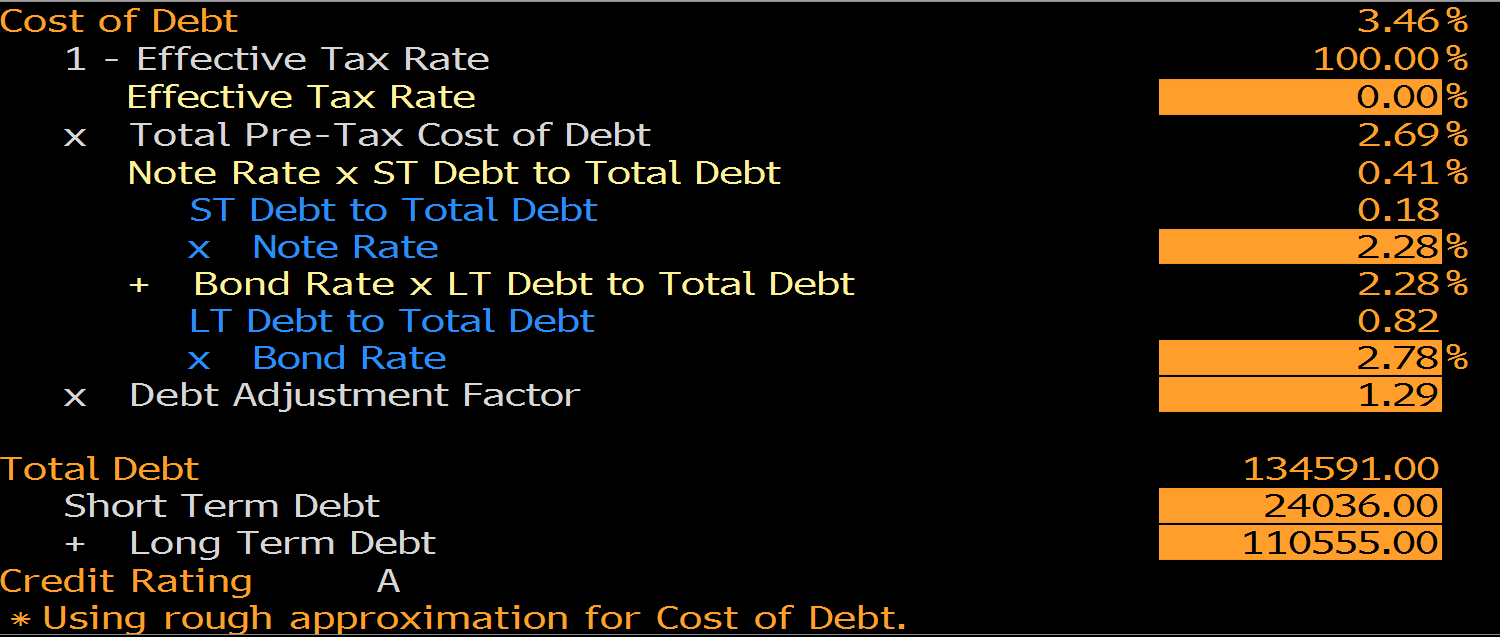 Cost of Debt 3.46%
1 - Effective Tax Rate 100.00%
Effective Tax Rate 0.00%
x Total Pre-Tax Cost of Debt 2.69%
Note Rate x ST Debt to Total Debt 0.41%
ST Debt to Total Debt 0.18
x Note Rate 2.28%
+ Bond Rate x LT Debt to Total Debt 2.28%
LT Debt to Total Debt 0.82
x Bond Rate 2.78%
x Debt Adjustment Factor 1.29
Total Debt 134591.00
Short Term Debt 24036.00
+ Long Term Debt 110555.00
Credit Rating A
* Using rough approximation for Cost of Debt.